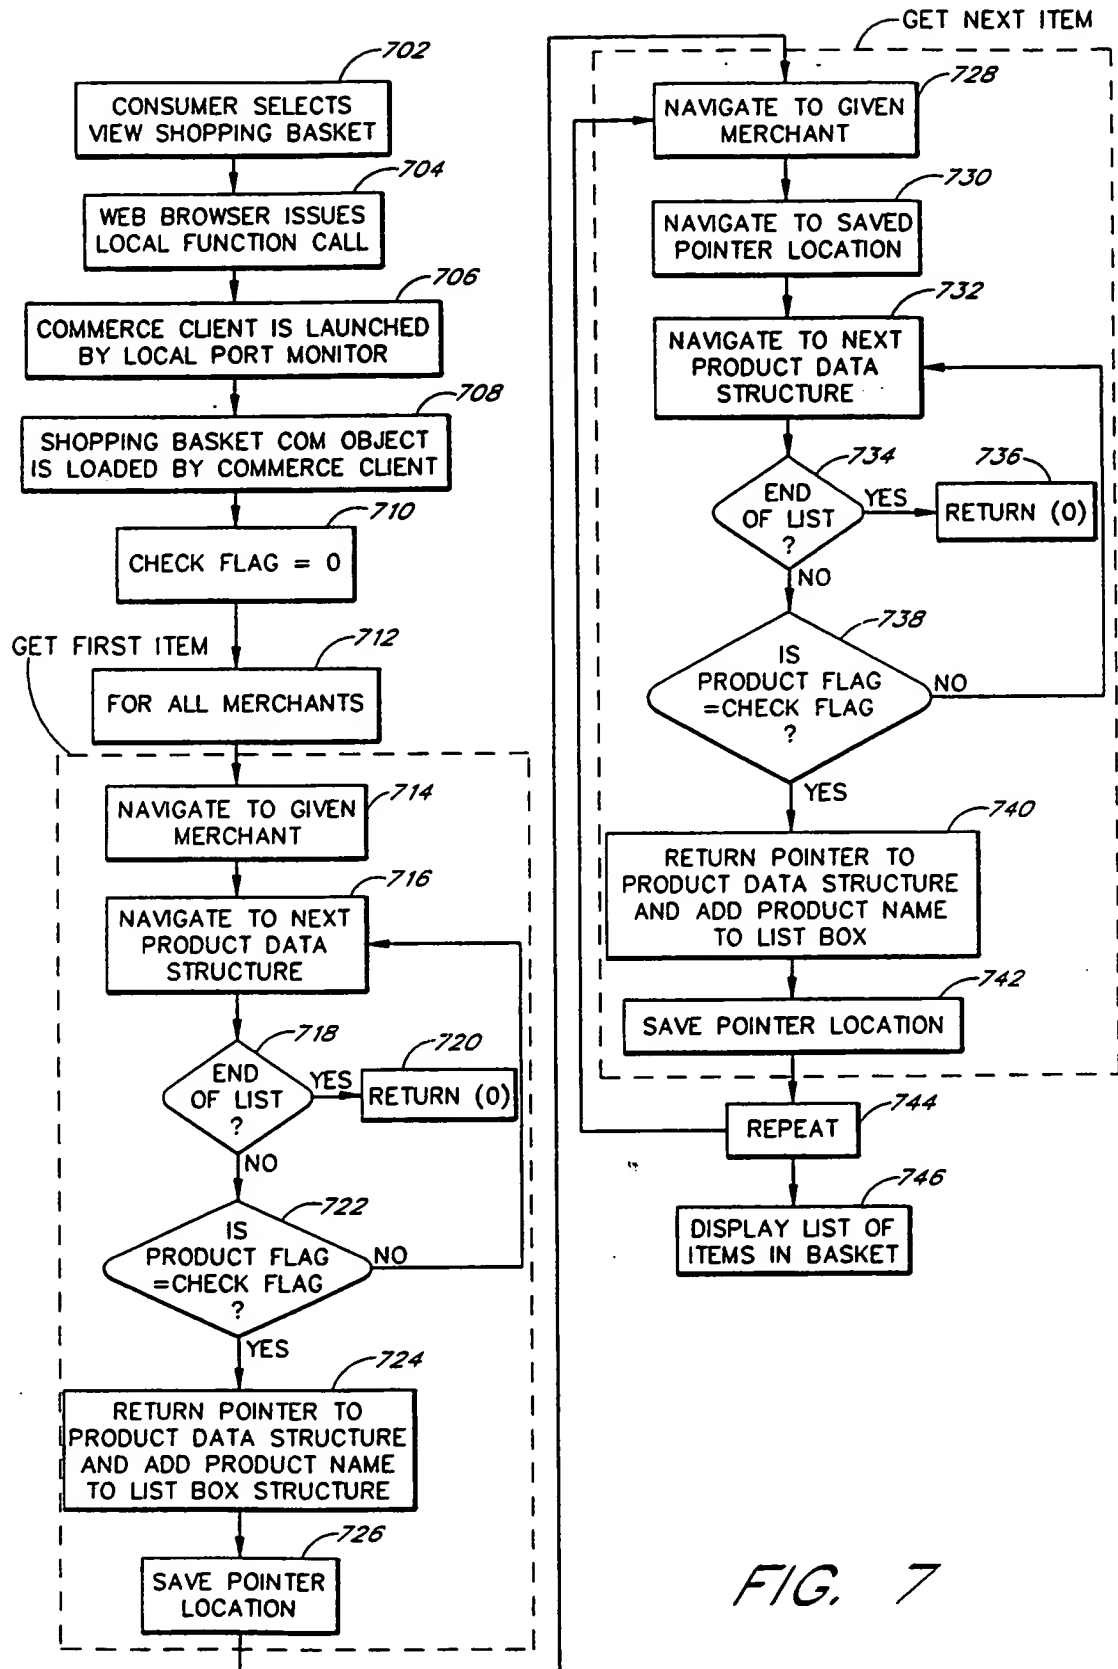 702
CONSUMER SELECTS
VIEW SHOPPING BASKET
704
WEB BROWSER ISSUES
LOCAL FUNCTION CALL
706
COMMERCE CLIENT IS LAUNCHED
BY LOCAL PORT MONITOR
708
SHOPPING BASKET COM OBJECT
IS LOADED BY COMMERCE CLIENT
710
CHECK FLAG = 0
GET FIRST ITEM
712
FOR ALL MERCHANTS
714
NAVIGATE TO GIVEN
MERCHANT
716
NAVIGATE TO NEXT
PRODUCT DATA
STRUCTURE
718
END
OF LIST
?
YES
720
RETURN (0)
NO
722
IS
PRODUCT FLAG
=CHECK FLAG
?
NO
YES
724
RETURN POINTER TO
PRODUCT DATA STRUCTURE
AND ADD PRODUCT NAME
TO LIST BOX STRUCTURE
726
SAVE POINTER
LOCATION
GET NEXT ITEM
728
NAVIGATE TO GIVEN
MERCHANT
730
NAVIGATE TO SAVED
POINTER LOCATION
732
NAVIGATE TO NEXT
PRODUCT DATA
STRUCTURE
734
END
OF LIST
?
YES
736
RETURN (0)
NO
738
IS
PRODUCT FLAG
=CHECK FLAG
?
NO
YES
740
RETURN POINTER TO
PRODUCT DATA STRUCTURE
AND ADD PRODUCT NAME
TO LIST BOX
742
SAVE POINTER LOCATION
744
REPEAT
746
DISPLAY LIST OF
ITEMS IN BASKET
FIG. 7